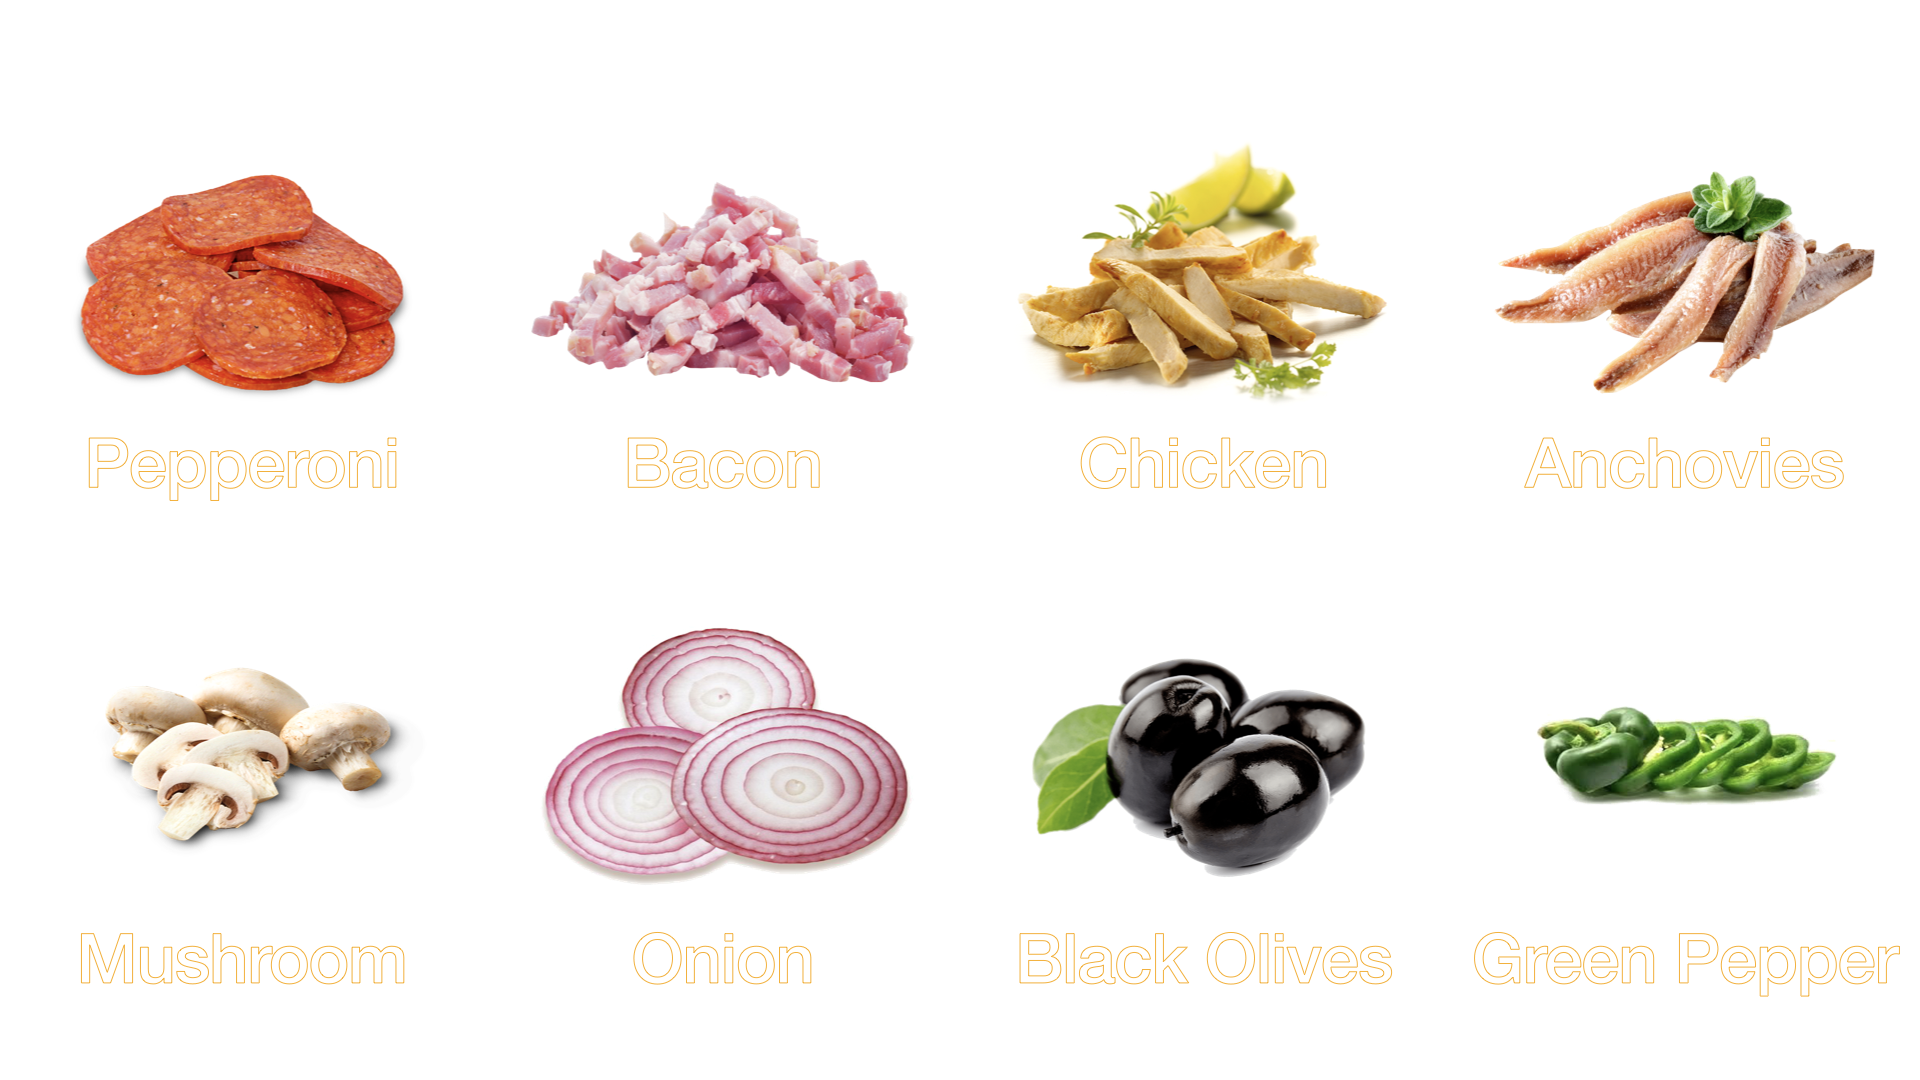 Pepperoni
Bacon
Chicken
Anchovies
Mushroom
Onion
Black Olives
Green Pepper